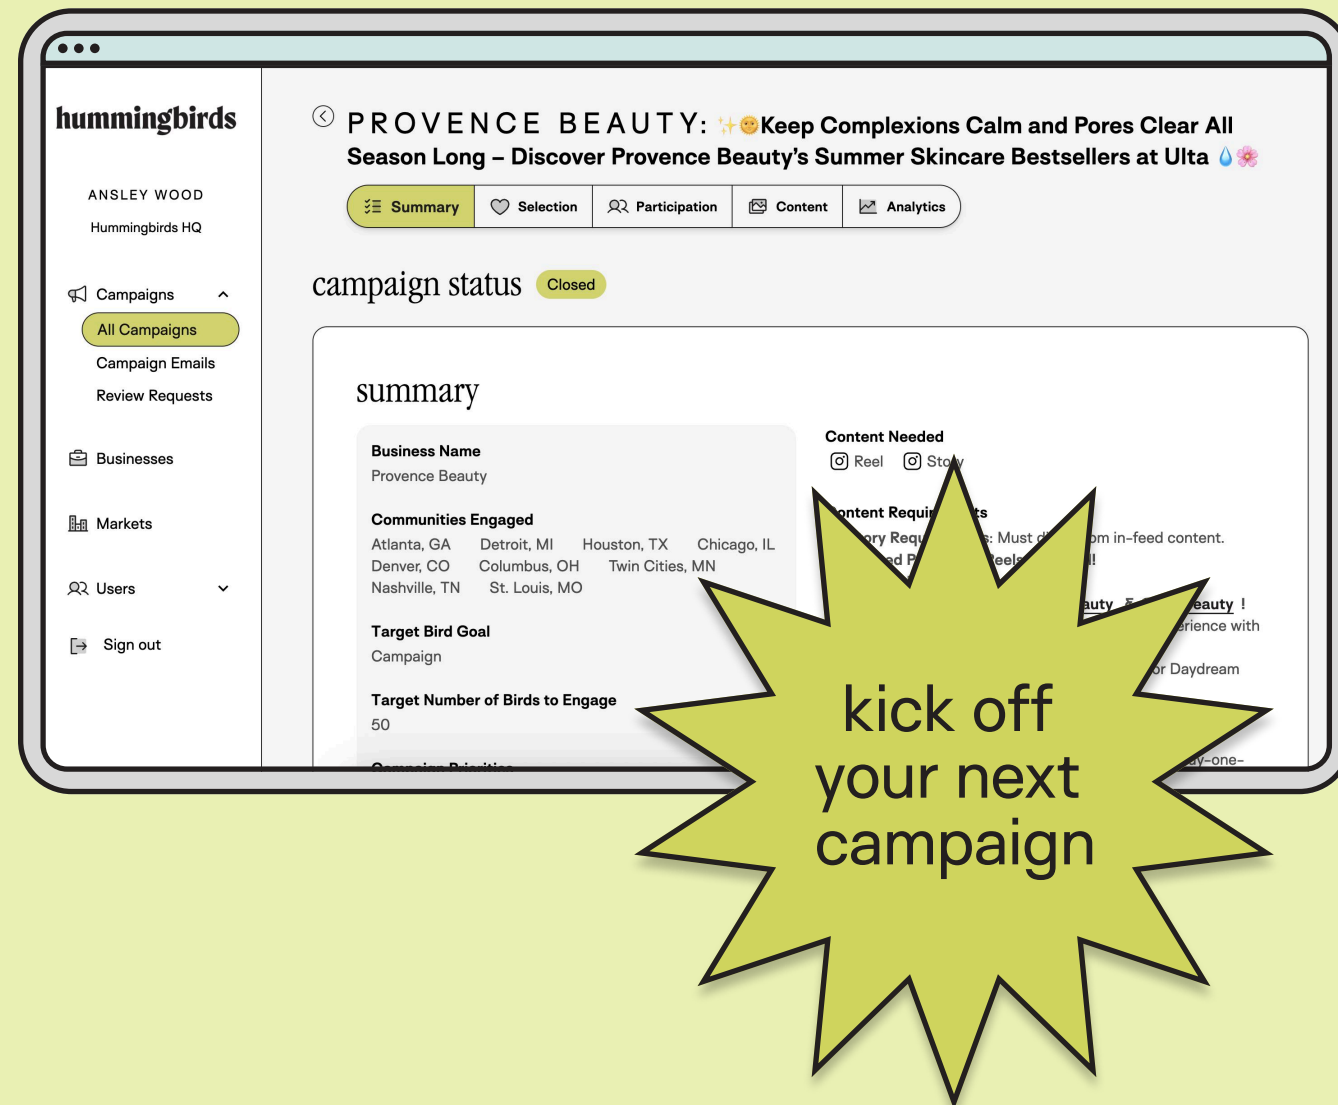 hummingbirds
ANSLEY WOOD
Hummingbirds HQ
Campaigns
All Campaigns
Campaign Emails
Review Requests
Businesses
Markets
Users
Sign out
PROVENCE BEAUTY: ✨🌞Keep Complexions Calm and Pores Clear All
Season Long – Discover Provence Beauty's Summer Skincare Bestsellers at Ulta 💧🌸
Summary Selection Participation Content Analytics
campaign status Closed
summary
Business Name
Provence Beauty
Communities Engaged
Atlanta, GA Detroit, MI Houston, TX Chicago, IL
Denver, CO Columbus, OH Twin Cities, MN
Nashville, TN St. Louis, MO
Target Bird Goal
Campaign
Target Number of Birds to Engage
50
Campaign Priorities
Content Needed
Reel Story
Content
: Must in-feed content.
!
with
Daydream
kick off
your next
campaign